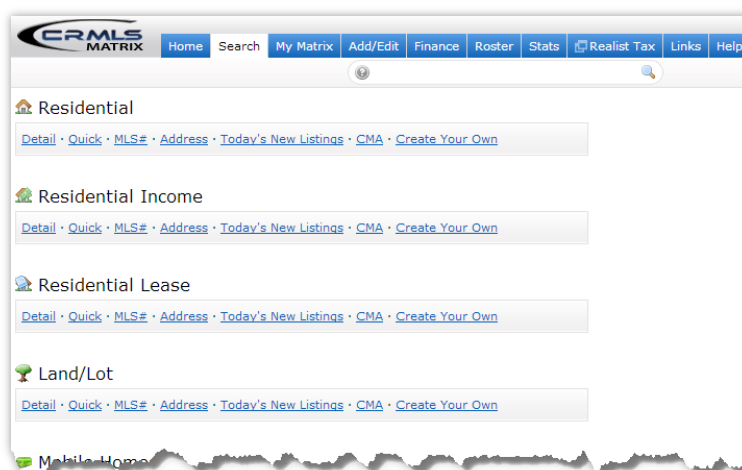 CRMLS
MATRIX
Home Search My Matrix Add/Edit Finance Roster Stats Realist Tax Links Help
Residential
Detail · Quick · MLS# · Address · Today's New Listings · CMA · Create Your Own
Residential Income
Detail · Quick · MLS# · Address · Today's New Listings · CMA · Create Your Own
Residential Lease
Detail · Quick · MLS# · Address · Today's New Listings · CMA · Create Your Own
Land/Lot
Detail · Quick · MLS# · Address · Today's New Listings · CMA · Create Your Own
Mobile Home